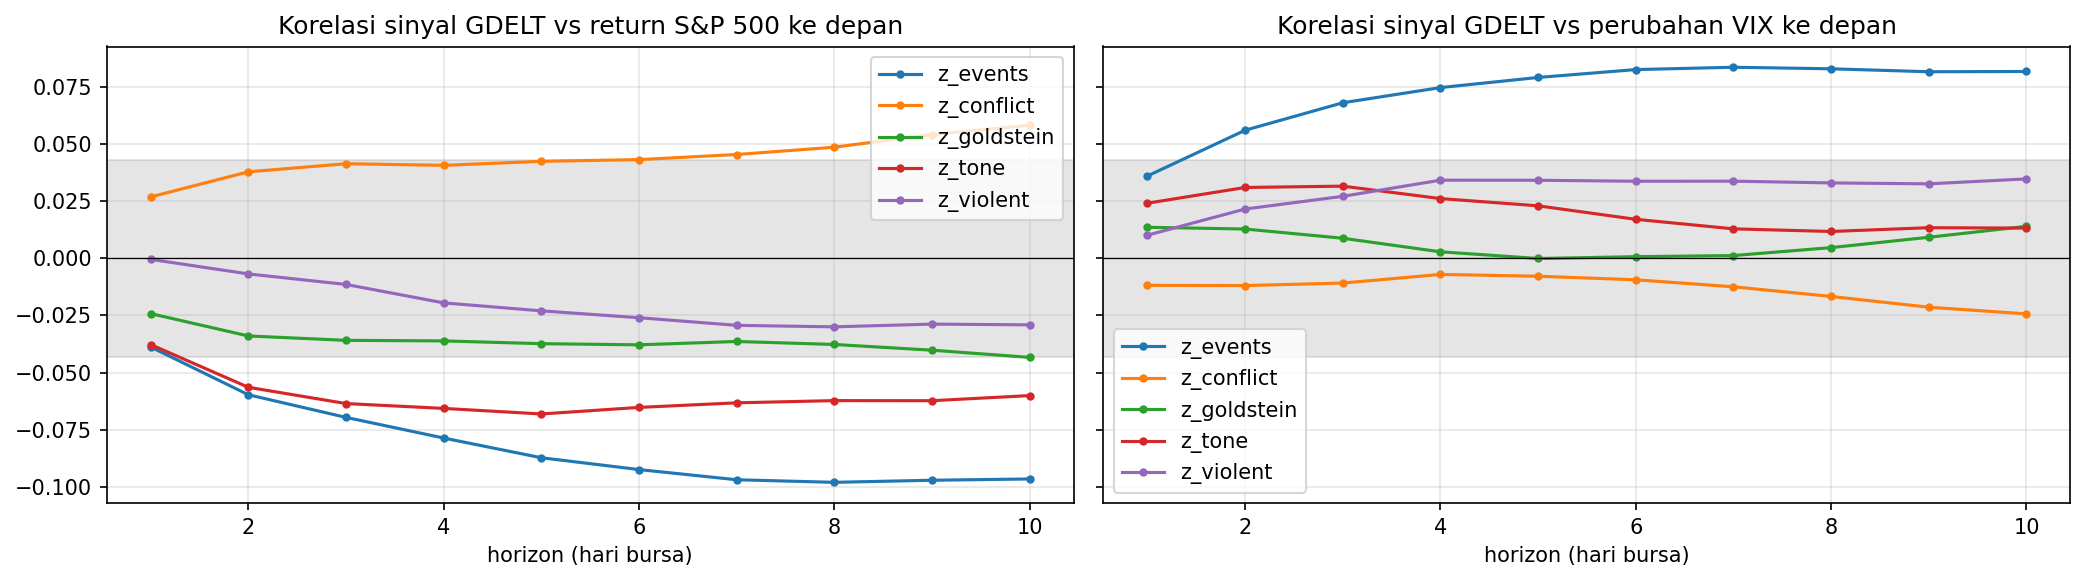 Korelasi sinyal GDELT vs return S&P 500 ke depan
0.075
0.050
0.025
0.000
−0.025
−0.050
−0.075
−0.100
z_events
z_conflict
z_goldstein
z_tone
z_violent
2 4 6 8 10
horizon (hari bursa)
Korelasi sinyal GDELT vs perubahan VIX ke depan
z_events
z_conflict
z_goldstein
z_tone
z_violent
2 4 6 8 10
horizon (hari bursa)